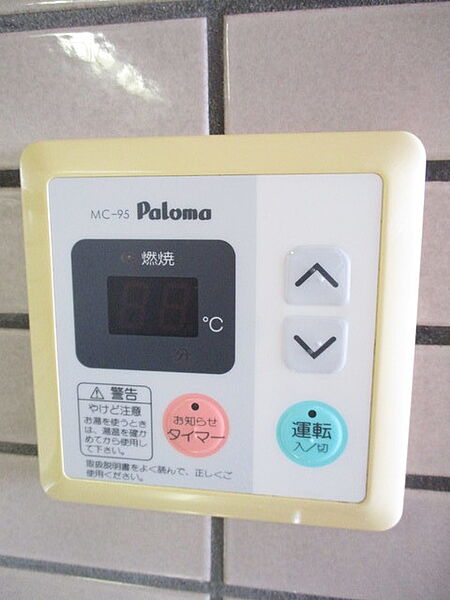 MC-95 Paloma
燃焼
℃
分
警告
やけど注意
お湯を使うとき
は、湯温を確か
めてから使用し
て下さい。
お知らせ
タイマー
運転
入/切
取扱説明書をよく読んで、正しくご
使用ください。